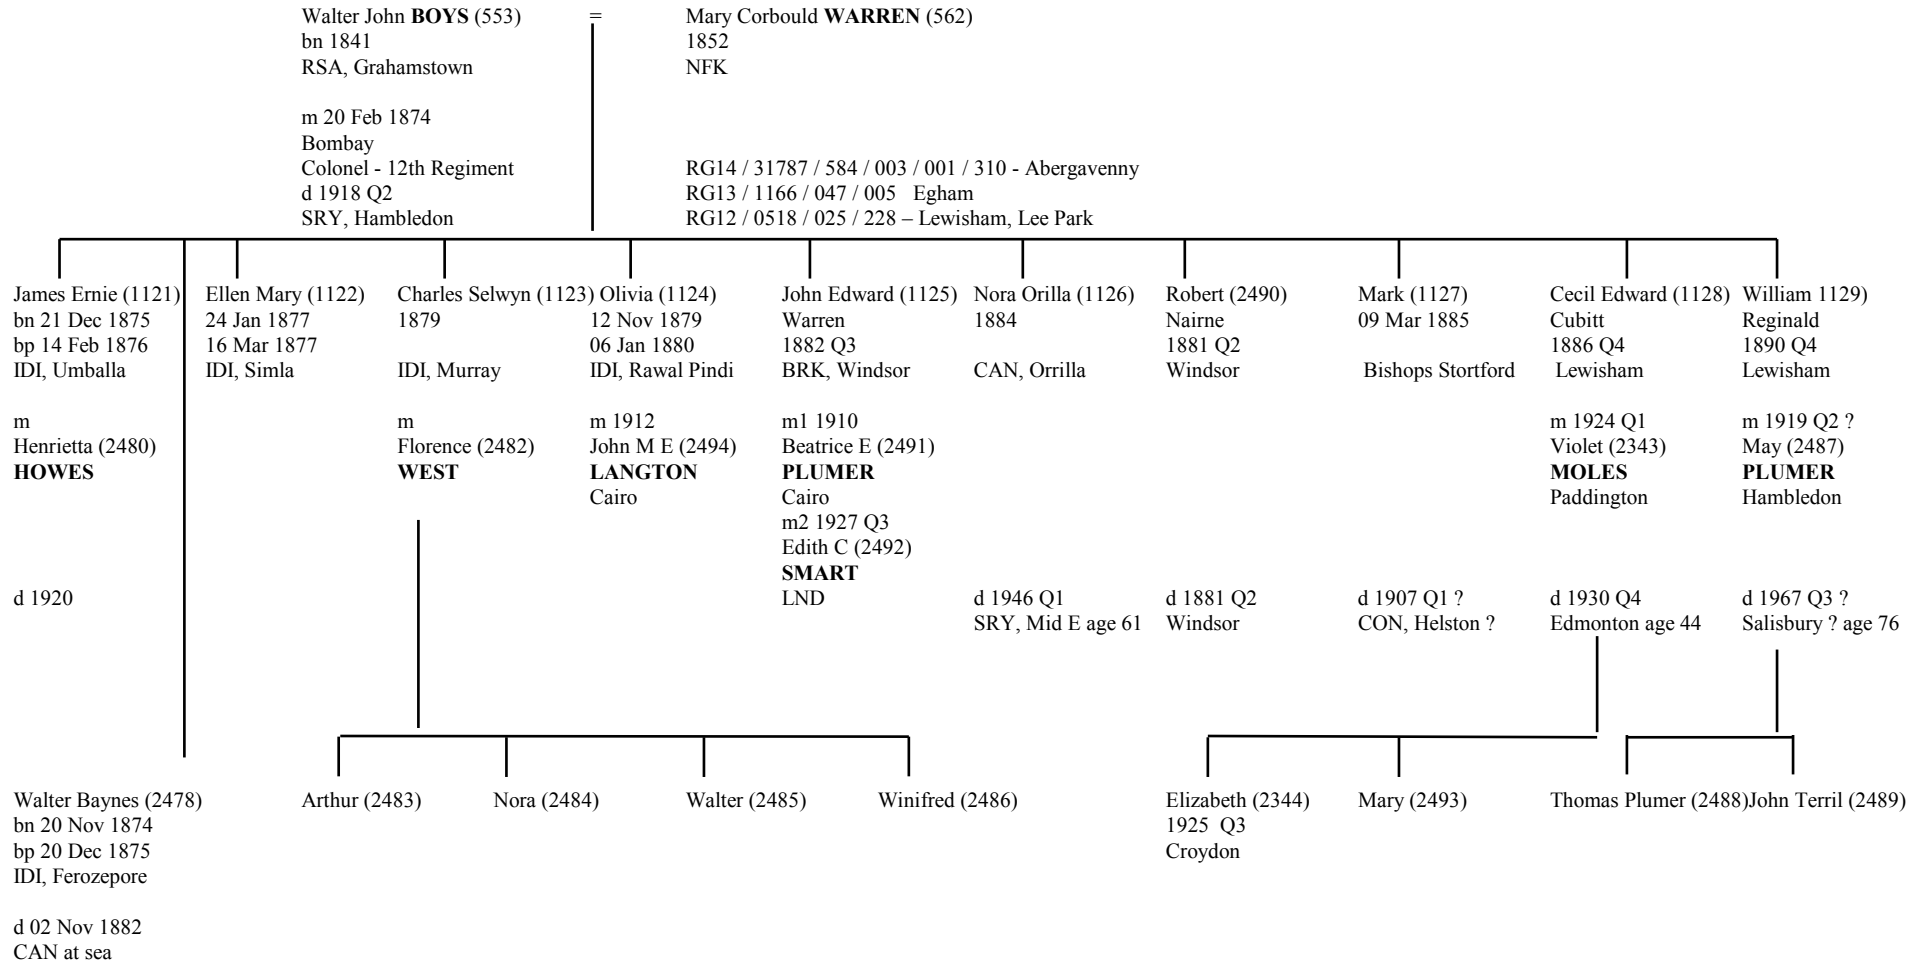 Walter John BOYS (553) = Mary Corbould WARREN (562)
bn 1841 1852
RSA, Grahamstown NFK
m 20 Feb 1874
Bombay
Colonel - 12th Regiment RG14 / 31787 / 584 / 003 / 001 / 310 - Abergavenny
d 1918 Q2 RG13 / 1166 / 047 / 005 Egham
SRY, Hambledon RG12 / 0518 / 025 / 228 – Lewisham, Lee Park
James Ernie (1121) Ellen Mary (1122) Charles Selwyn (1123) Olivia (1124) John Edward (1125) Nora Orilla (1126) Robert (2490) Mark (1127) Cecil Edward (1128) William 1129)
bn 21 Dec 1875 24 Jan 1877 1879 12 Nov 1879 Warren 1884 Nairne 09 Mar 1885 Cubitt Reginald
bp 14 Feb 1876 16 Mar 1877 06 Jan 1880 1882 Q3 1881 Q2 1886 Q4 1890 Q4
IDI, Umballa IDI, Simla IDI, Murray IDI, Rawal Pindi BRK, Windsor CAN, Orrilla Windsor Bishops Stortford Lewisham Lewisham
m m m 1912 m1 1910 m 1924 Q1 m 1919 Q2 ?
Henrietta (2480) Florence (2482) John M E (2494) Beatrice E (2491) Violet (2343) May (2487)
HOWES WEST LANGTON PLUMER MOLES PLUMER
Cairo Cairo Paddington Hambledon
m2 1927 Q3
Edith C (2492)
SMART
d 1920 LND d 1946 Q1 d 1881 Q2 d 1907 Q1 ? d 1930 Q4 d 1967 Q3 ?
SRY, Mid E age 61 Windsor CON, Helston ? Edmonton age 44 Salisbury ? age 76
Walter Baynes (2478) Arthur (2483) Nora (2484) Walter (2485) Winifred (2486) Elizabeth (2344) Mary (2493) Thomas Plumer (2488) John Terril (2489)
bn 20 Nov 1874 1925 Q3
bp 20 Dec 1875 Croydon
IDI, Ferozepore
d 02 Nov 1882
CAN at sea